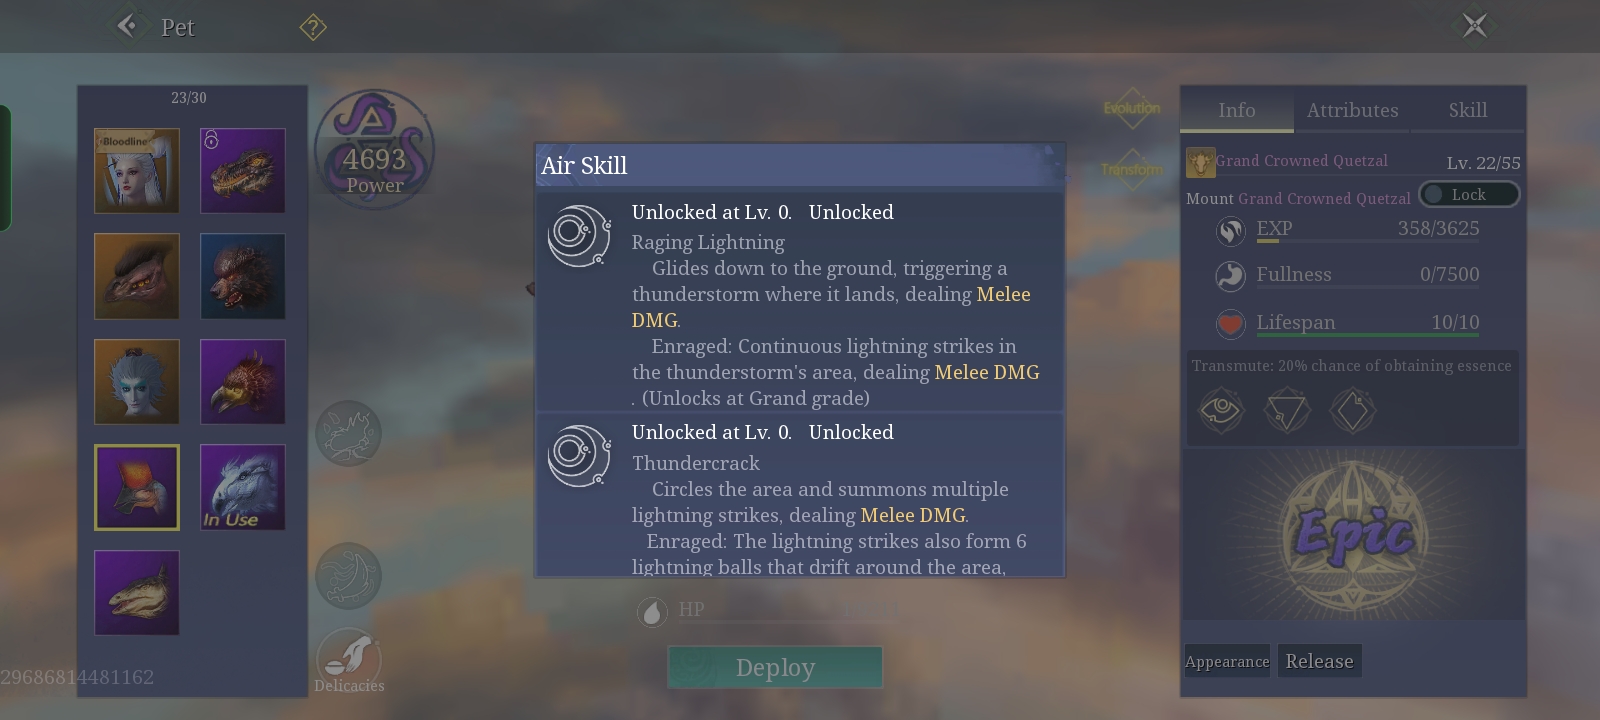 Pet
?
23/30
Bloodline
4693
Power
In Use
29686814481162
Delicacies
Evolution
Transform
Air Skill
Unlocked at Lv. 0. Unlocked
Raging Lightning
Glides down to the ground, triggering a
thunderstorm where it lands, dealing Melee
DMG.
Enraged: Continuous lightning strikes in
the thunderstorm's area, dealing Melee DMG
. (Unlocks at Grand grade)
Unlocked at Lv. 0. Unlocked
Thundercrack
Circles the area and summons multiple
lightning strikes, dealing Melee DMG.
Enraged: The lightning strikes also form 6
lightning balls that drift around the area,
HP
Deploy
Info Attributes Skill
Grand Crowned Quetzal Lv. 22/55
Mount Grand Crowned Quetzal Lock
EXP 358/3625
Fullness 0/7500
Lifespan 10/10
Transmute: 20% chance of obtaining essence
Epic
Appearance Release